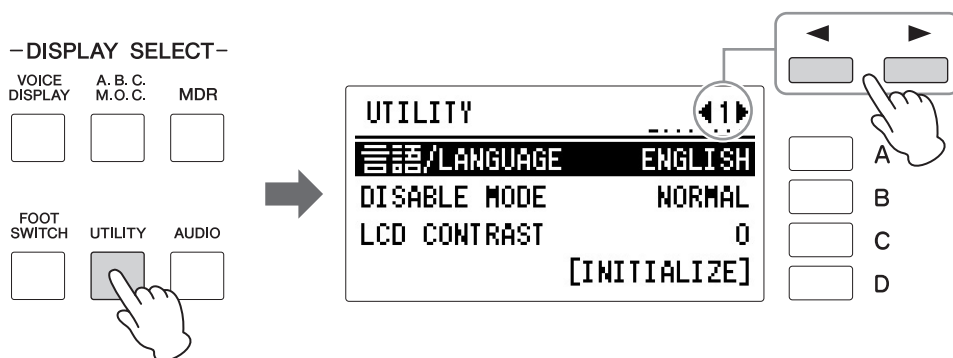 -DISPLAY SELECT-
VOICE DISPLAY
A.B.C. M.O.C.
MDR
FOOT SWITCH
UTILITY
AUDIO
UTILITY ◀1▶
言語/LANGUAGE ENGLISH
DISABLE MODE NORMAL
LCD CONTRAST 0
[INITIALIZE]
◀ ▶
A
B
C
D